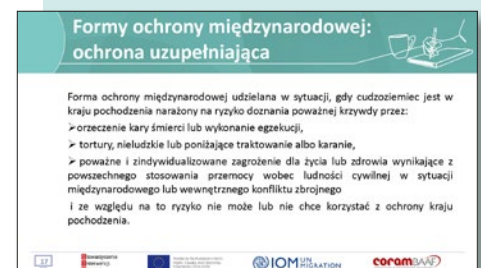 Formy ochrony międzynarodowej:
ochrona uzupełniająca
Forma ochrony międzynarodowej udzielana w sytuacji, gdy cudzoziemiec jest w
kraju pochodzenia narażony na ryzyko doznania poważnej krzywdy przez:
➢orzeczenie kary śmierci lub wykonanie egzekucji,
➢ tortury, nieludzkie lub poniżające traktowanie albo karanie,
➢ poważne i zindywidualizowane zagrożenie dla życia lub zdrowia wynikające z
powszechnego stosowania przemocy wobec ludności cywilnej w sytuacji
międzynarodowego lub wewnętrznego konfliktu zbrojnego
i ze względu na to ryzyko nie może lub nie chce korzystać z ochrony kraju
pochodzenia.
17
Stowarzyszenie
Interwencji
IOM UN MIGRATION
coramBAAF